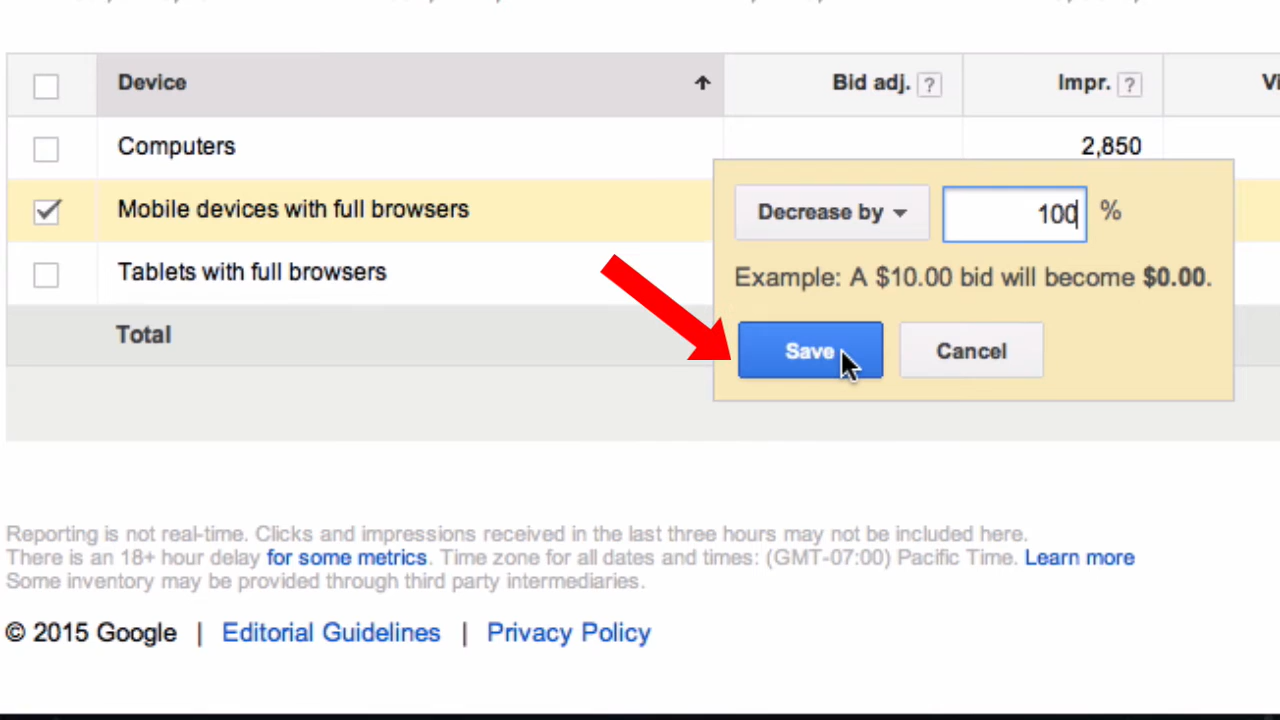 Device Bid adj. ? Impr. ?
Computers 2,850
Mobile devices with full browsers Decrease by 100 %
Tablets with full browsers Example: A $10.00 bid will become $0.00.
Total Save Cancel
Reporting is not real-time. Clicks and impressions received in the last three hours may not be included here.
There is an 18+ hour delay for some metrics. Time zone for all dates and times: (GMT-07:00) Pacific Time. Learn more
Some inventory may be provided through third party intermediaries.
© 2015 Google | Editorial Guidelines | Privacy Policy